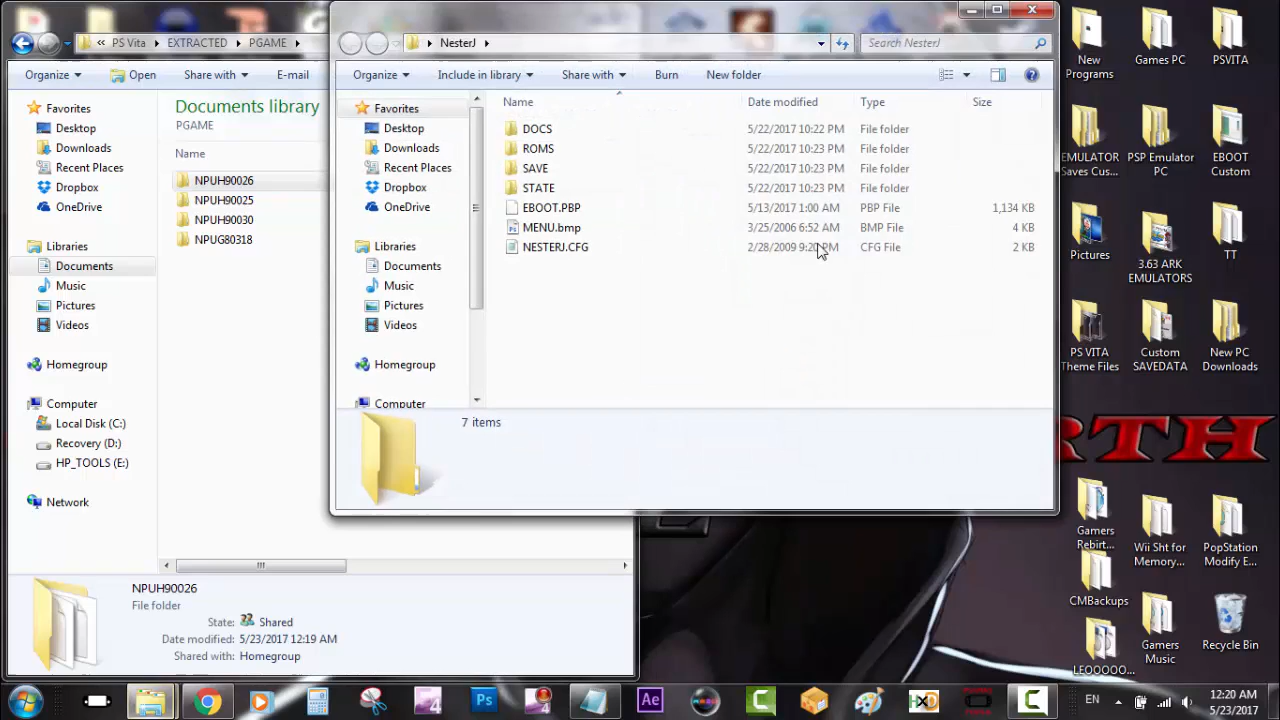 PS Vita
EXTRACTED
PGAME
Organize
Open
Share with
E-mail
Favorites
Desktop
Downloads
Recent Places
Dropbox
OneDrive
Libraries
Documents
Music
Pictures
Videos
Homegroup
Computer
Local Disk (C:)
Recovery (D:)
HP_TOOLS (E:)
Network
Documents library
PGAME
Name
NPUH90026
NPUH90025
NPUH90030
NPUG80318
NPUH90026
File folder
State: Shared
Date modified: 5/23/2017 12:19 AM
Shared with: Homegroup
NesterJ
Search NesterJ
Organize
Include in library
Share with
Burn
New folder
Favorites
Desktop
Downloads
Recent Places
Dropbox
OneDrive
Libraries
Documents
Music
Pictures
Videos
Homegroup
Computer
Name Date modified Type Size
DOCS 5/22/2017 10:22 PM File folder
ROMS 5/22/2017 10:23 PM File folder
SAVE 5/22/2017 10:23 PM File folder
STATE 5/22/2017 10:23 PM File folder
EBOOT.PBP 5/13/2017 1:00 AM PBP File 1,134 KB
MENU.bmp 3/25/2006 6:52 AM BMP File 4 KB
NESTERJ.CFG 2/28/2009 9:20 PM CFG File 2 KB
7 items
New Programs
Games PC
PSVITA
EMULATOR Saves Cus...
PSP Emulator PC
EBOOT Custom
Pictures
3.63 ARK EMULATORS
TT
PS VITA Theme Files
Custom SAVEDATA
New PC Downloads
RTH
Gamers Rebirt...
Wii Sht for Memory...
PopStation Modify E...
CMBackups
Gamers Music
Recycle Bin
LEOOOOO...
4
Ps
Ae
HXD
EN
12:20 AM
5/23/2017